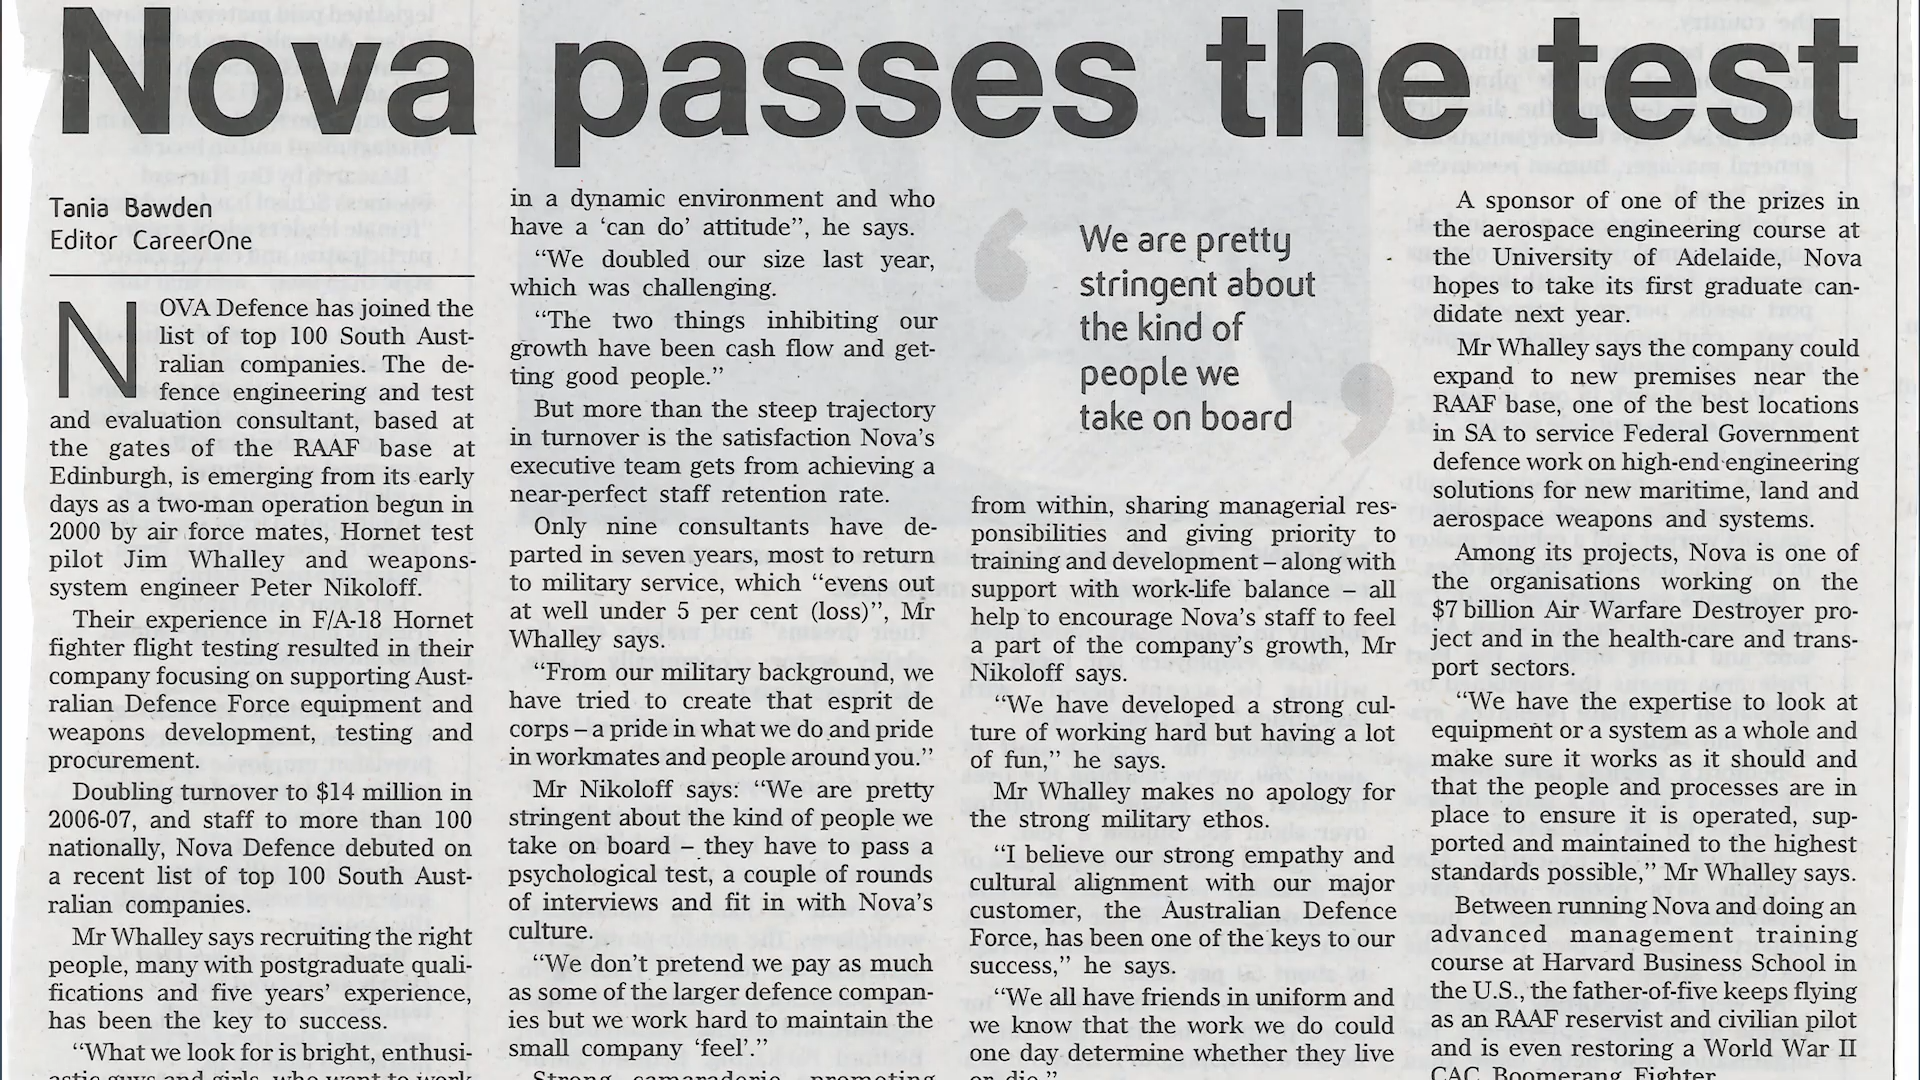 Nova passes the test
Tania Bawden
Editor CareerOne
NOVA Defence has joined the
list of top 100 South Aust-
ralian companies. The de-
fence engineering and test
and evaluation consultant, based at
the gates of the RAAF base at
Edinburgh, is emerging from its early
days as a two-man operation begun in
2000 by air force mates, Hornet test
pilot Jim Whalley and weapons-
system engineer Peter Nikoloff.
Their experience in F/A-18 Hornet
fighter flight testing resulted in their
company focusing on supporting Aust-
ralian Defence Force equipment and
weapons development, testing and
procurement.
Doubling turnover to $14 million in
2006-07, and staff to more than 100
nationally, Nova Defence debuted on
a recent list of top 100 South Aust-
ralian companies.
Mr Whalley says recruiting the right
people, many with postgraduate quali-
fications and five years' experience,
has been the key to success.
"What we look for is bright, enthusi-
astic guys and girls, who want to work
in a dynamic environment and who
have a 'can do' attitude", he says.
"We doubled our size last year,
which was challenging.
"The two things inhibiting our
growth have been cash flow and get-
ting good people."
But more than the steep trajectory
in turnover is the satisfaction Nova's
executive team gets from achieving a
near-perfect staff retention rate.
Only nine consultants have de-
parted in seven years, most to return
to military service, which "evens out
at well under 5 per cent (loss)", Mr
Whalley says.
"From our military background, we
have tried to create that esprit de
corps – a pride in what we do and pride
in workmates and people around you."
Mr Nikoloff says: "We are pretty
stringent about the kind of people we
take on board – they have to pass a
psychological test, a couple of rounds
of interviews and fit in with Nova's
culture.
"We don't pretend we pay as much
as some of the larger defence compan-
ies but we work hard to maintain the
small company 'feel'."
Strong camaraderie, promoting
‘ We are pretty
stringent about
the kind of
people we
take on board ’
from within, sharing managerial res-
ponsibilities and giving priority to
training and development – along with
support with work-life balance – all
help to encourage Nova's staff to feel
a part of the company's growth, Mr
Nikoloff says.
"We have developed a strong cul-
ture of working hard but having a lot
of fun," he says.
Mr Whalley makes no apology for
the strong military ethos.
"I believe our strong empathy and
cultural alignment with our major
customer, the Australian Defence
Force, has been one of the keys to our
success," he says.
"We all have friends in uniform and
we know that the work we do could
one day determine whether they live
or die."
A sponsor of one of the prizes in
the aerospace engineering course at
the University of Adelaide, Nova
hopes to take its first graduate can-
didate next year.
Mr Whalley says the company could
expand to new premises near the
RAAF base, one of the best locations
in SA to service Federal Government
defence work on high-end engineering
solutions for new maritime, land and
aerospace weapons and systems.
Among its projects, Nova is one of
the organisations working on the
$7 billion Air Warfare Destroyer pro-
ject and in the health-care and trans-
port sectors.
"We have the expertise to look at
equipment or a system as a whole and
make sure it works as it should and
that the people and processes are in
place to ensure it is operated, sup-
ported and maintained to the highest
standards possible," Mr Whalley says.
Between running Nova and doing an
advanced management training
course at Harvard Business School in
the U.S., the father-of-five keeps flying
as an RAAF reservist and civilian pilot
and is even restoring a World War II
CAC Boomerang Fighter.